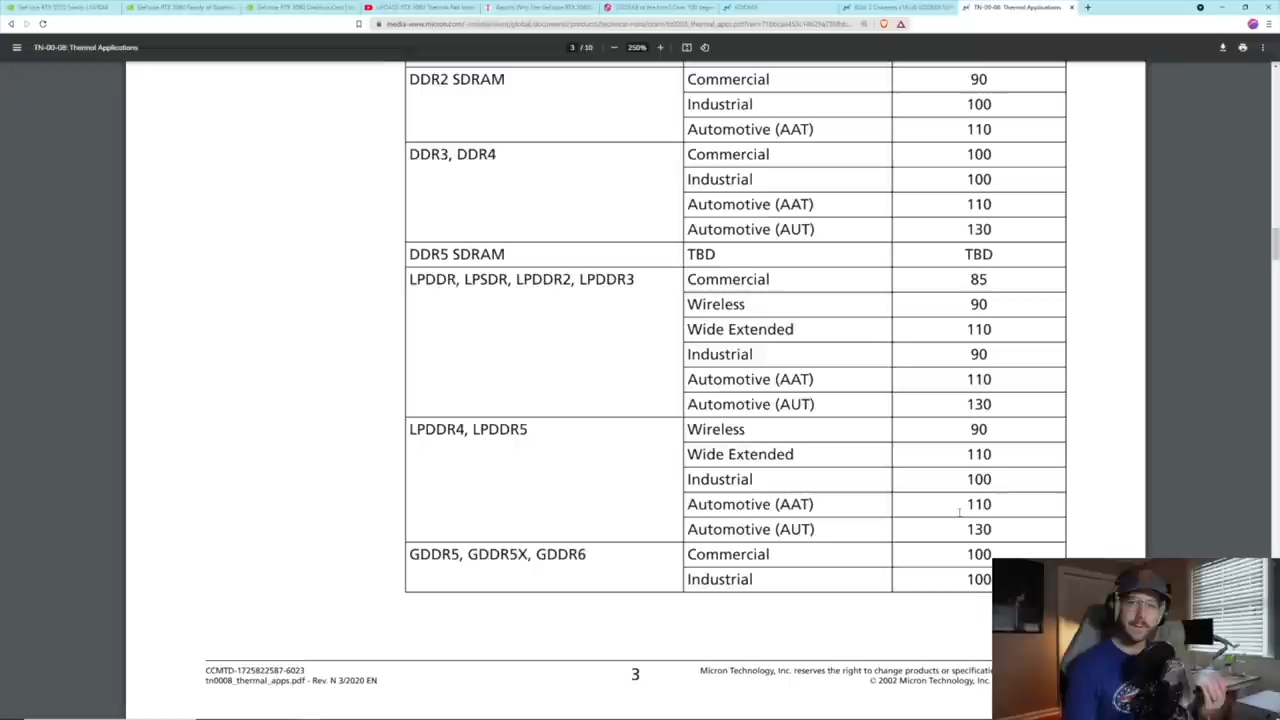 TN-00-08: Thermal Applications
TN-00-08: Thermal Applications
3 / 10
250%
DDR2 SDRAM Commercial 90
Industrial 100
Automotive (AAT) 110
DDR3, DDR4 Commercial 100
Industrial 100
Automotive (AAT) 110
Automotive (AUT) 130
DDR5 SDRAM TBD TBD
LPDDR, LPSDR, LPDDR2, LPDDR3 Commercial 85
Wireless 90
Wide Extended 110
Industrial 90
Automotive (AAT) 110
Automotive (AUT) 130
LPDDR4, LPDDR5 Wireless 90
Wide Extended 110
Industrial 100
Automotive (AAT) 110
Automotive (AUT) 130
GDDR5, GDDR5X, GDDR6 Commercial 100
Industrial 100
CCMTD-1725822587-6023
tn0008_thermal_apps.pdf - Rev. N 3/2020 EN
3
Micron Technology, Inc. reserves the right to change products or
© 2002 Micron Technology, Inc.